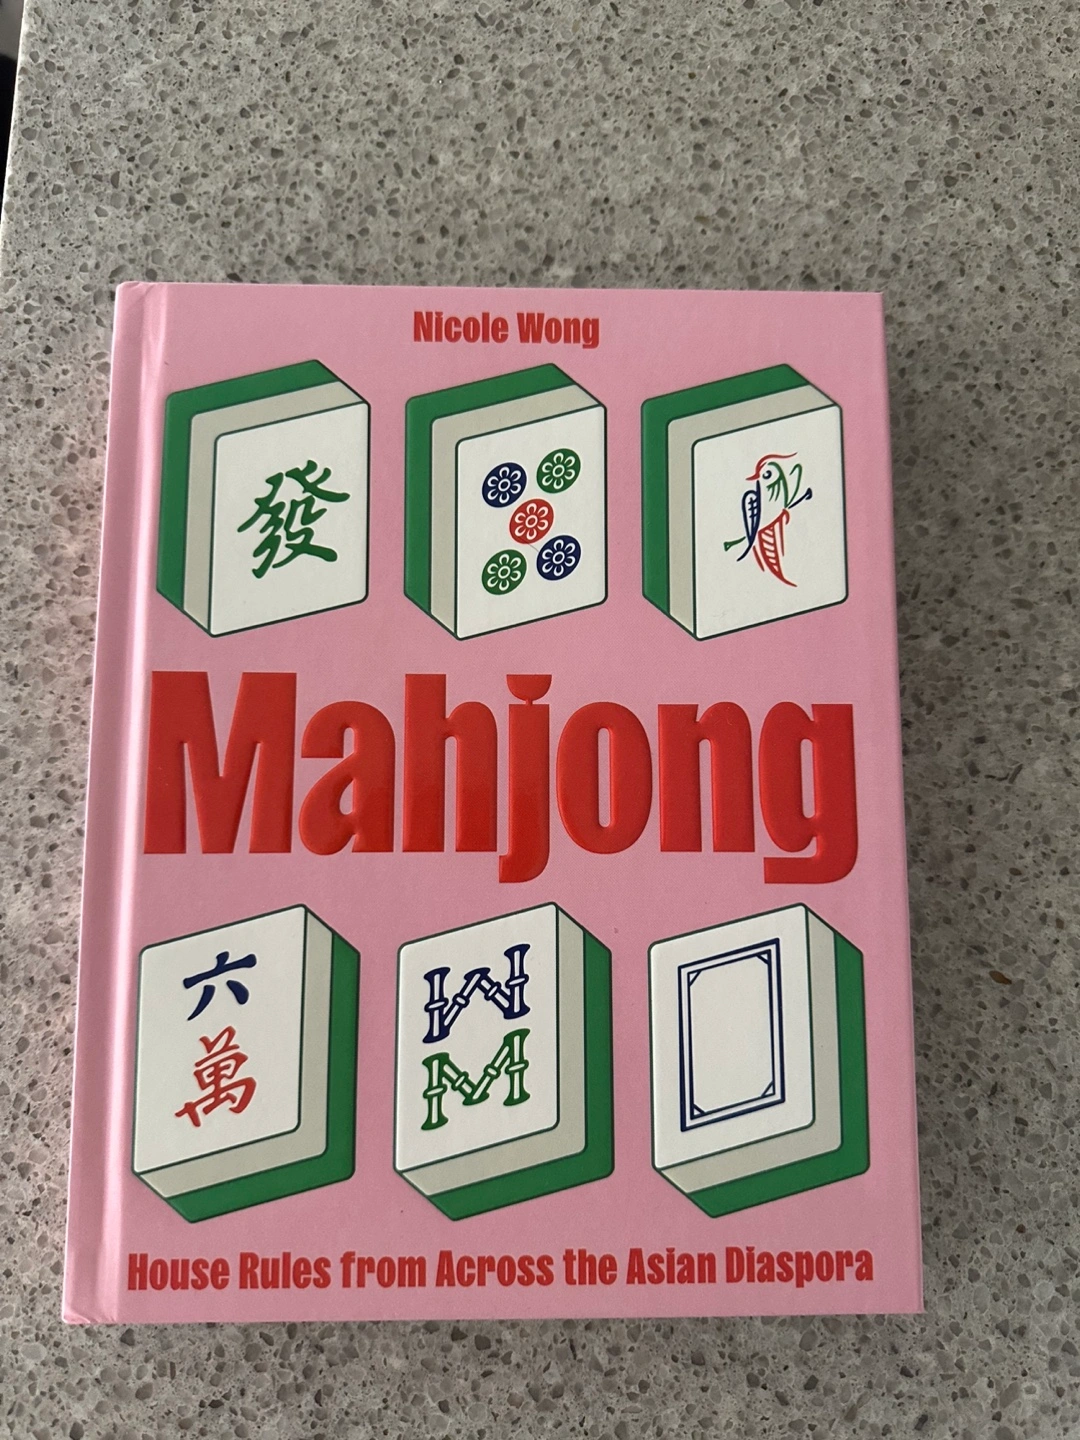 Nicole Wong
發
Mahjong
六
萬
House Rules from Across the Asian Diaspora